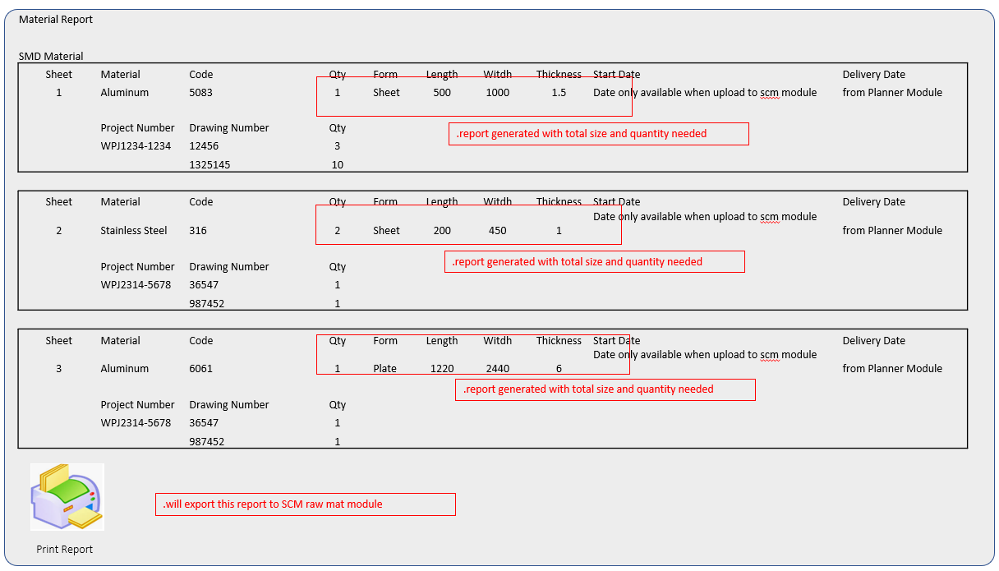 Material Report
SMD Material
Sheet Material Code Qty Form Length Witdh Thickness Start Date Delivery Date
1 Aluminum 5083 1 Sheet 500 1000 1.5 Date only available when upload to scm module from Planner Module
Project Number Drawing Number Qty
.report generated with total size and quantity needed
WPJ1234-1234 12456 3
1325145 10
Sheet Material Code Qty Form Length Witdh Thickness Start Date Delivery Date
Date only available when upload to scm module
2 Stainless Steel 316 2 Sheet 200 450 1 from Planner Module
.report generated with total size and quantity needed
Project Number Drawing Number Qty
WPJ2314-5678 36547 1
987452 1
Sheet Material Code Qty Form Length Witdh Thickness Start Date Delivery Date
Date only available when upload to scm module
3 Aluminum 6061 1 Plate 1220 2440 6 from Planner Module
.report generated with total size and quantity needed
Project Number Drawing Number Qty
WPJ2314-5678 36547 1
987452 1
.will export this report to SCM raw mat module
Print Report